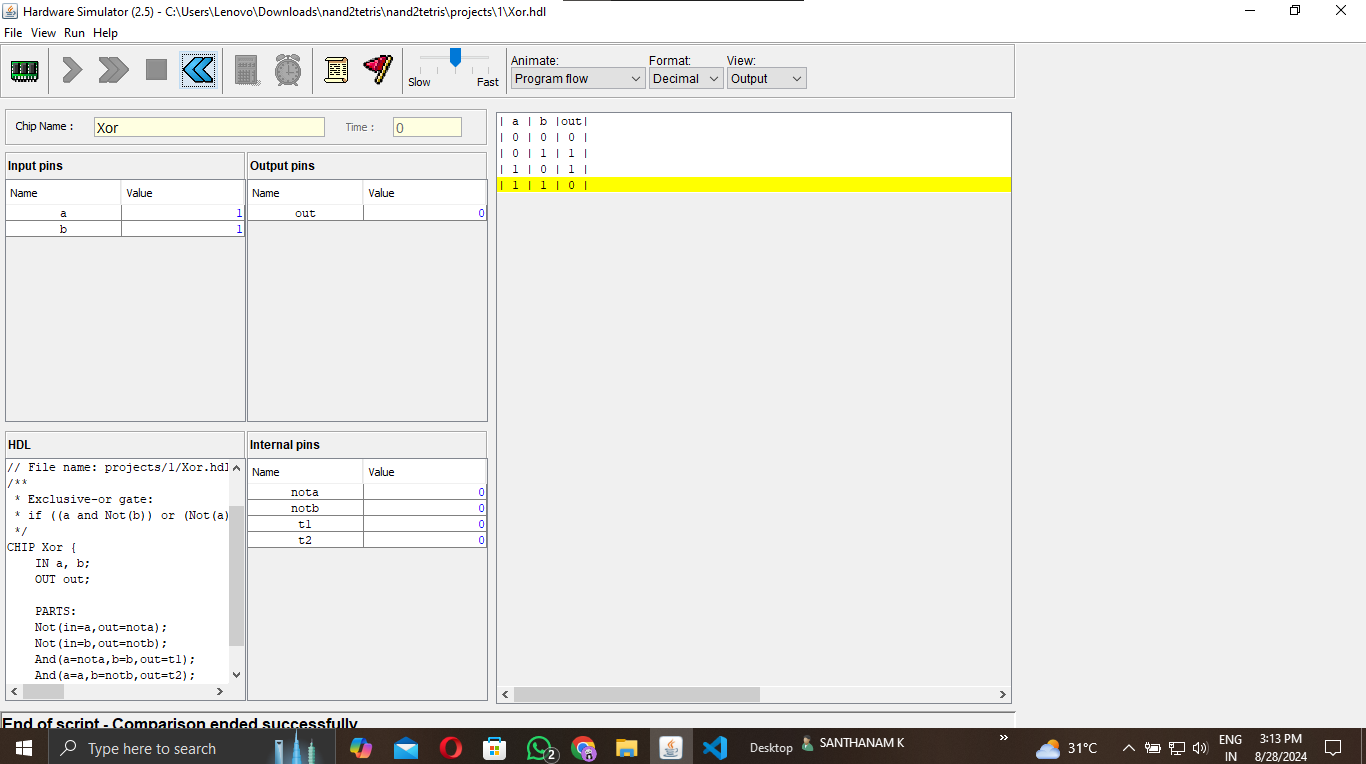 Hardware Simulator (2.5) - C:\Users\Lenovo\Downloads\nand2tetris\nand2tetris\projects\1\Xor.hdl
File View Run Help
Animate: Format: View:
Slow Fast Program flow Decimal Output
Chip Name : Xor Time : 0
Input pins
Name Value
a 1
b 1
Output pins
Name Value
out 0
| a | b |out|
| 0 | 0 | 0 |
| 0 | 1 | 1 |
| 1 | 0 | 1 |
| 1 | 1 | 0 |
HDL
// File name: projects/1/Xor.hdl
/**
* Exclusive-or gate:
* if ((a and Not(b)) or (Not(a)
*/
CHIP Xor {
IN a, b;
OUT out;
PARTS:
Not(in=a,out=nota);
Not(in=b,out=notb);
And(a=nota,b=b,out=t1);
And(a=a,b=notb,out=t2);
Internal pins
Name Value
nota 0
notb 0
t1 0
t2 0
End of script - Comparison ended successfully
Type here to search
2
Desktop
SANTHANAM K
31°C
ENG
IN
3:13 PM
8/28/2024